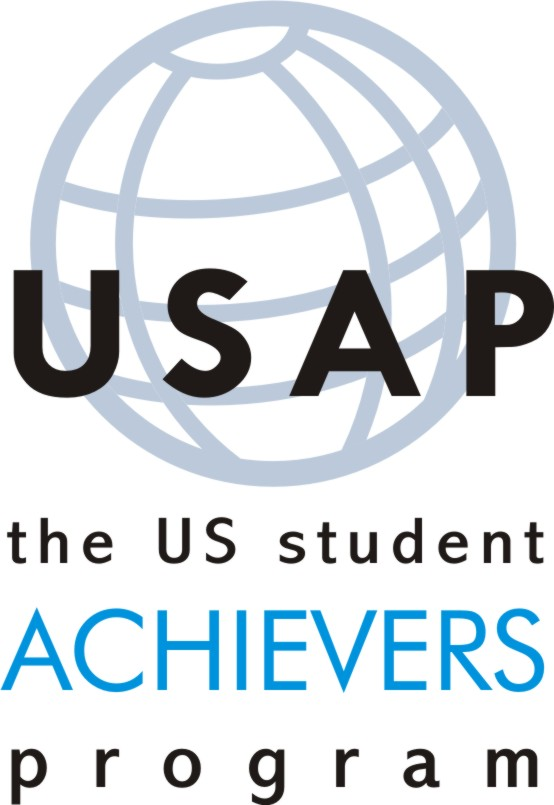 USAP
the US student
ACHIEVERS
program